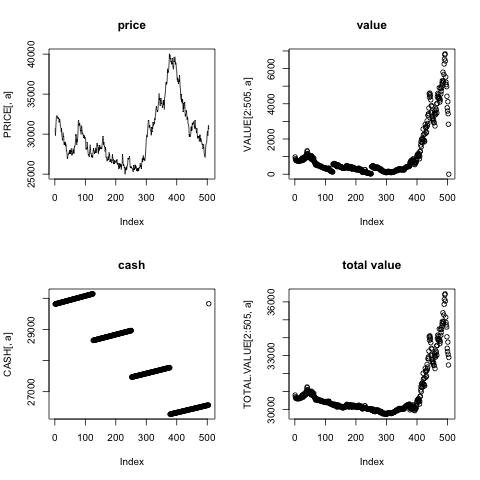 price
PRICE[, a]
40000
35000
30000
25000
0 100 200 300 400 500
Index
value
VALUE[2:505, a]
6000
4000
2000
0
0 100 200 300 400 500
Index
cash
CASH[, a]
29000
27000
0 100 200 300 400 500
Index
total value
TOTAL.VALUE[2:505, a]
36000
33000
30000
0 100 200 300 400 500
Index